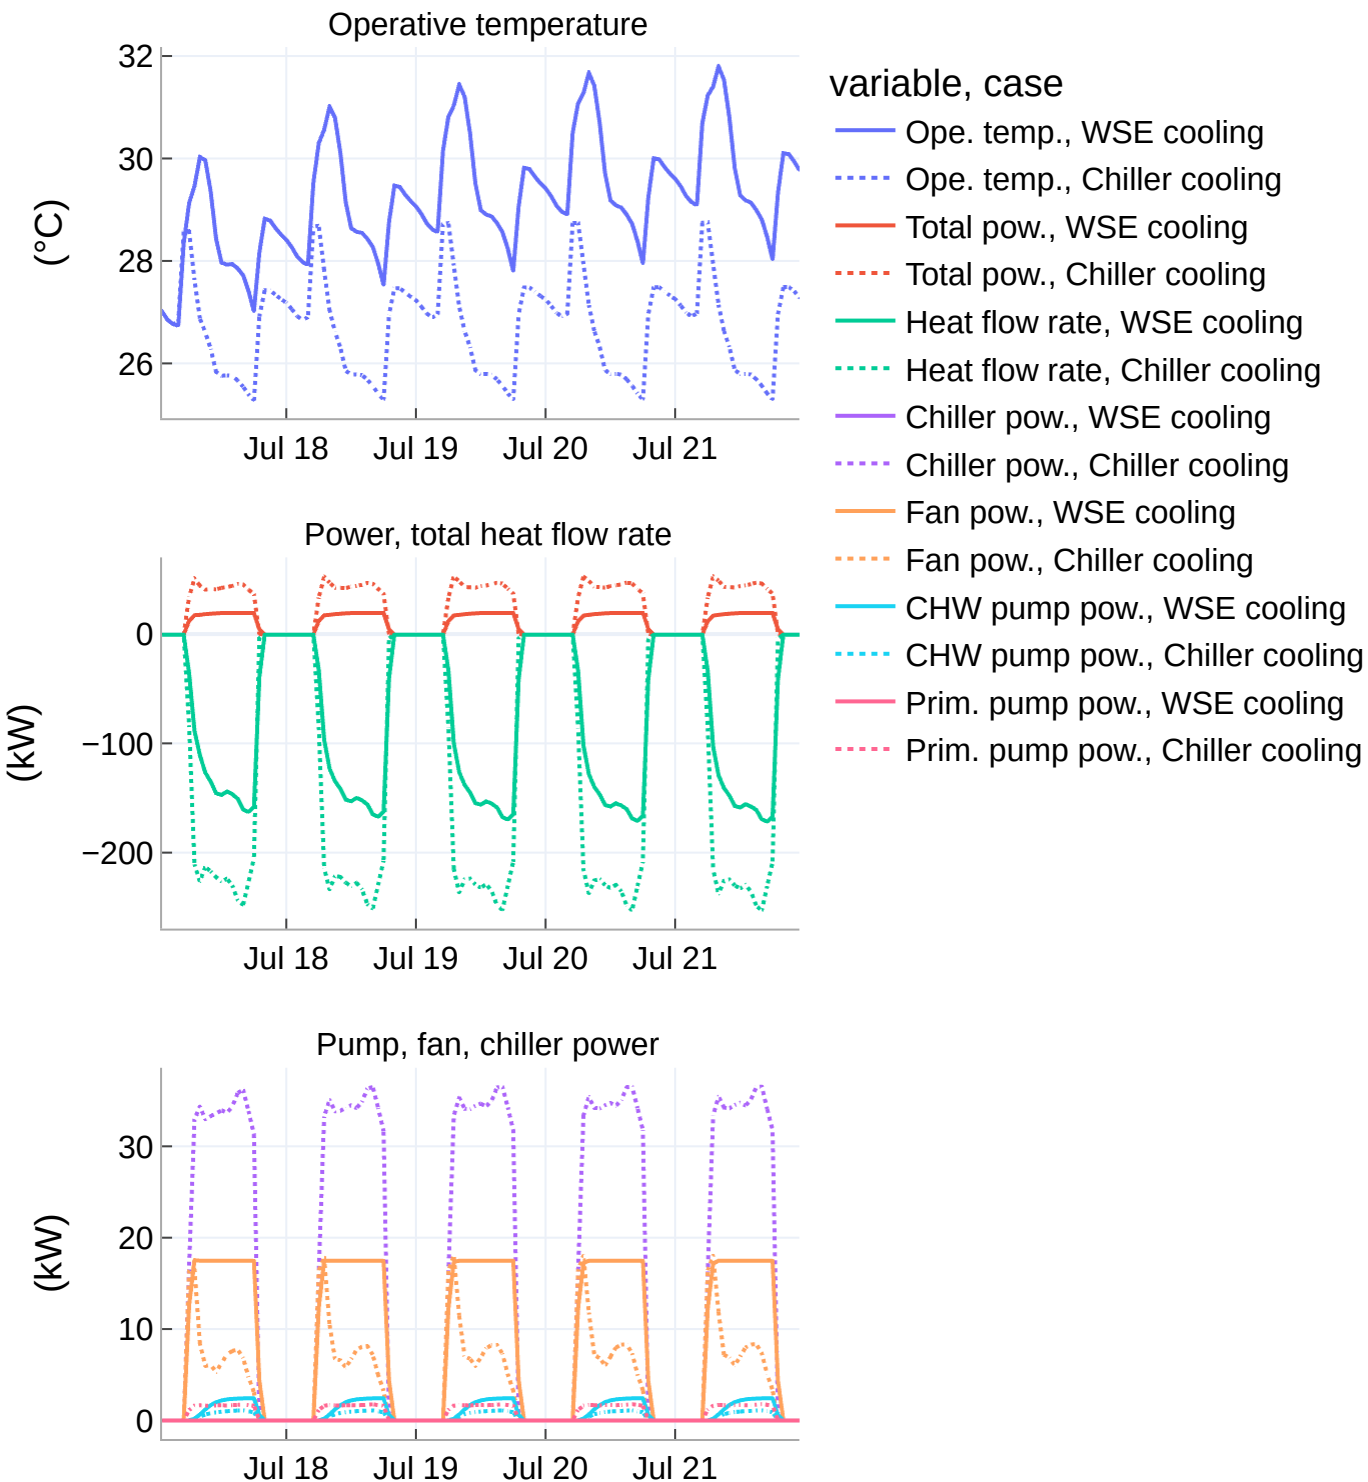 Operative temperature
32
30
28
26
(°C)
Jul 18
Jul 19
Jul 20
Jul 21
variable, case
Ope. temp., WSE cooling
Ope. temp., Chiller cooling
Total pow., WSE cooling
Total pow., Chiller cooling
Heat flow rate, WSE cooling
Heat flow rate, Chiller cooling
Chiller pow., WSE cooling
Chiller pow., Chiller cooling
Fan pow., WSE cooling
Fan pow., Chiller cooling
CHW pump pow., WSE cooling
CHW pump pow., Chiller cooling
Prim. pump pow., WSE cooling
Prim. pump pow., Chiller cooling
Power, total heat flow rate
0
−100
−200
(kW)
Jul 18
Jul 19
Jul 20
Jul 21
Pump, fan, chiller power
30
20
10
0
(kW)
Jul 18
Jul 19
Jul 20
Jul 21